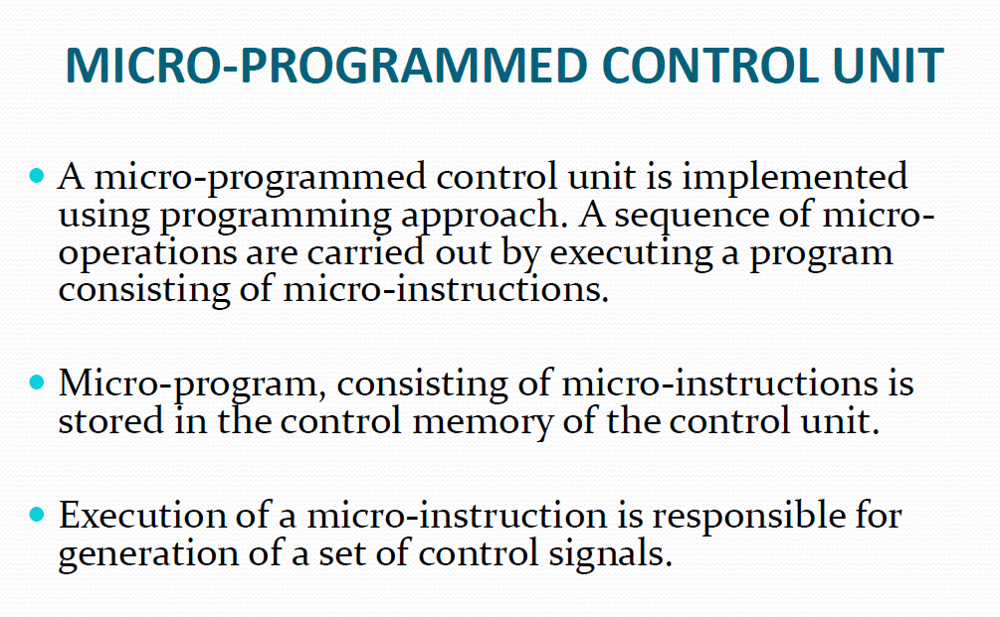 MICRO-PROGRAMMED CONTROL UNIT
• A micro-programmed control unit is implemented
using programming approach. A sequence of micro-
operations are carried out by executing a program
consisting of micro-instructions.
• Micro-program, consisting of micro-instructions is
stored in the control memory of the control unit.
• Execution of a micro-instruction is responsible for
generation of a set of control signals.